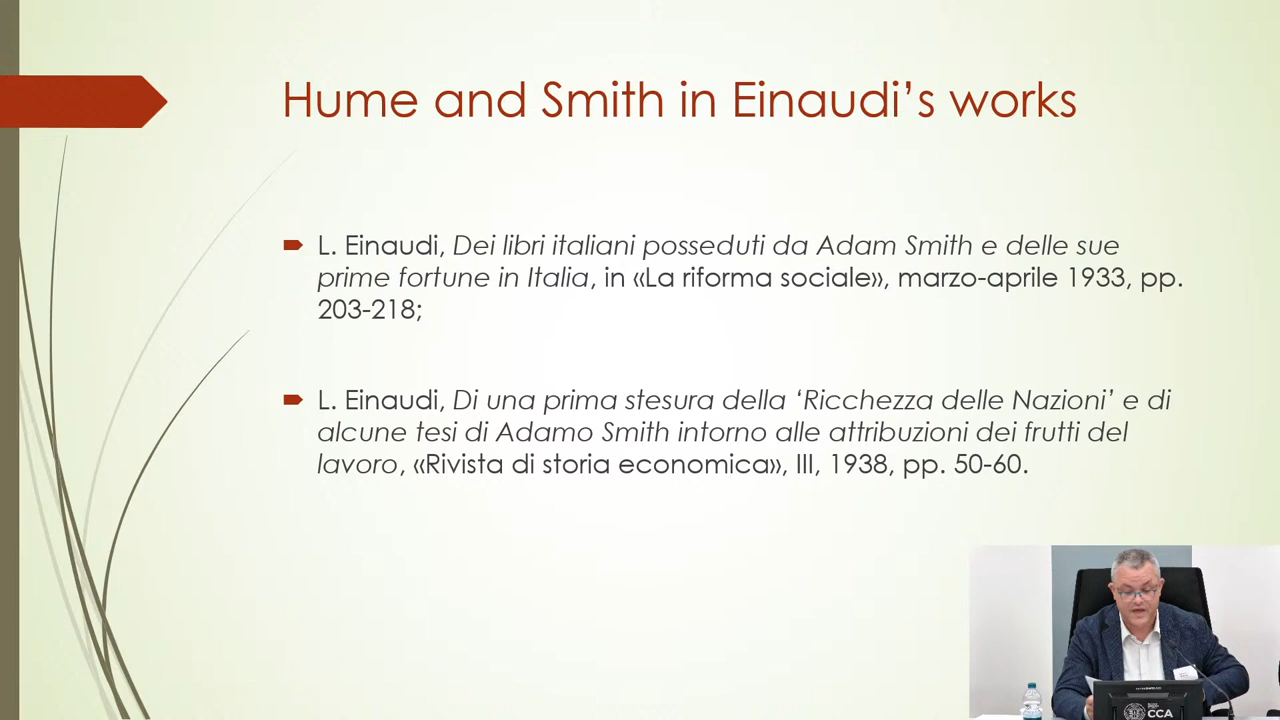 Hume and Smith in Einaudi’s works
L. Einaudi, Dei libri italiani posseduti da Adam Smith e delle sue
prime fortune in Italia, in «La riforma sociale», marzo-aprile 1933, pp.
203-218;
L. Einaudi, Di una prima stesura della ‘Ricchezza delle Nazioni’ e di
alcune tesi di Adamo Smith intorno alle attribuzioni dei frutti del
lavoro, «Rivista di storia economica», III, 1938, pp. 50-60.
CCA